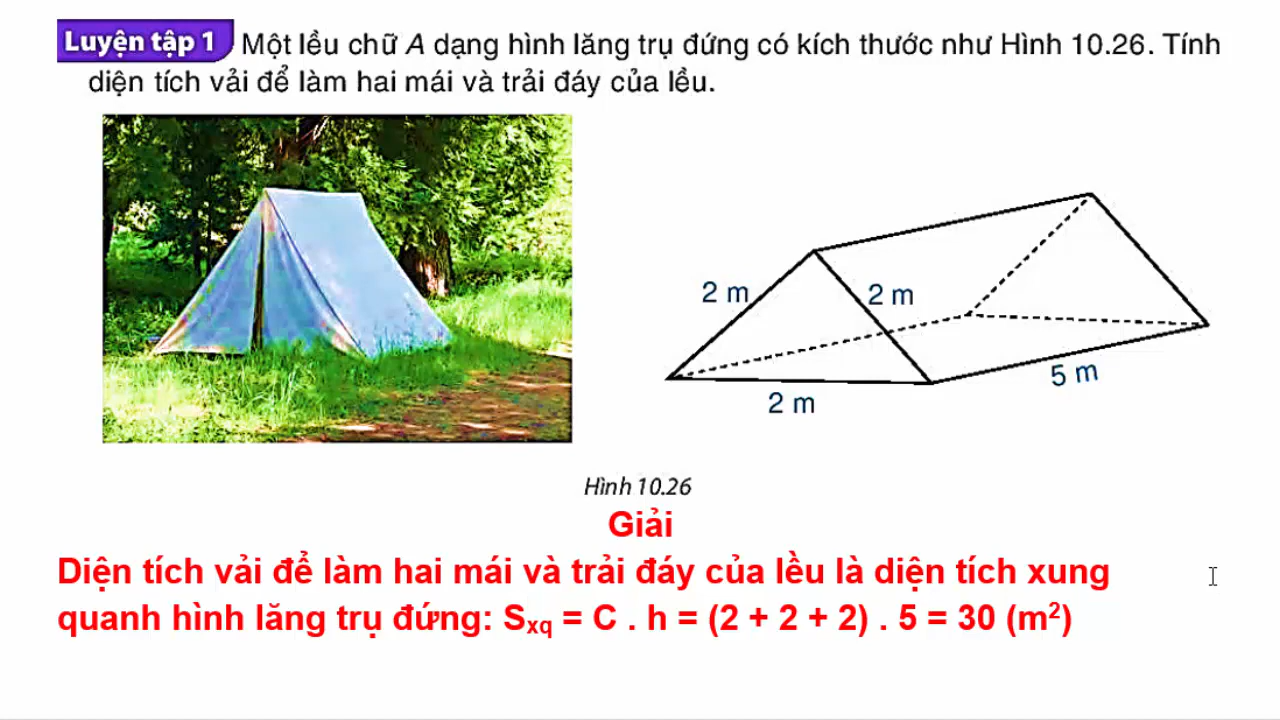 Luyện tập 1 Một lều chữ A dạng hình lăng trụ đứng có kích thước như Hình 10.26. Tính
diện tích vải để làm hai mái và trải đáy của lều.
2 m
2 m
5 m
2 m
Hình 10.26
Giải
Diện tích vải để làm hai mái và trải đáy của lều là diện tích xung
quanh hình lăng trụ đứng: Sxq = C . h = (2 + 2 + 2) . 5 = 30 (m²)